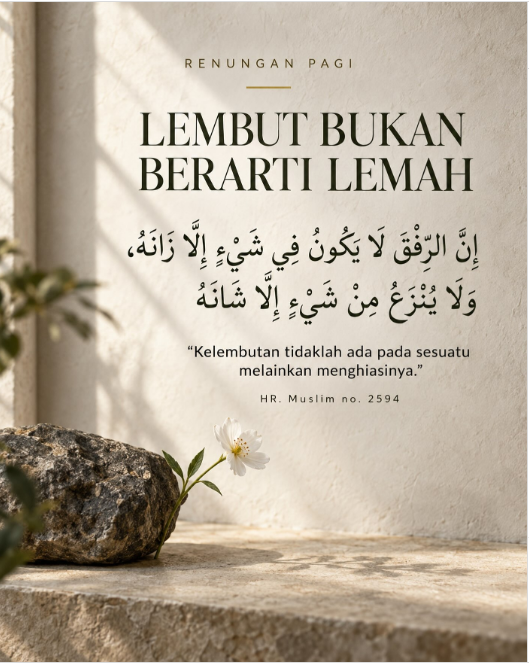 RENUNGAN PAGI
LEMBUT BUKAN
BERARTI LEMAH
إِنَّ الرِّفْقَ لَا يَكُونُ فِي شَيْءٍ إِلَّا زَانَهُ،
وَلَا يُنْزَعُ مِنْ شَيْءٍ إِلَّا شَانَهُ
“Kelembutan tidaklah ada pada sesuatu
melainkan menghiasinya.”
HR. Muslim no. 2594